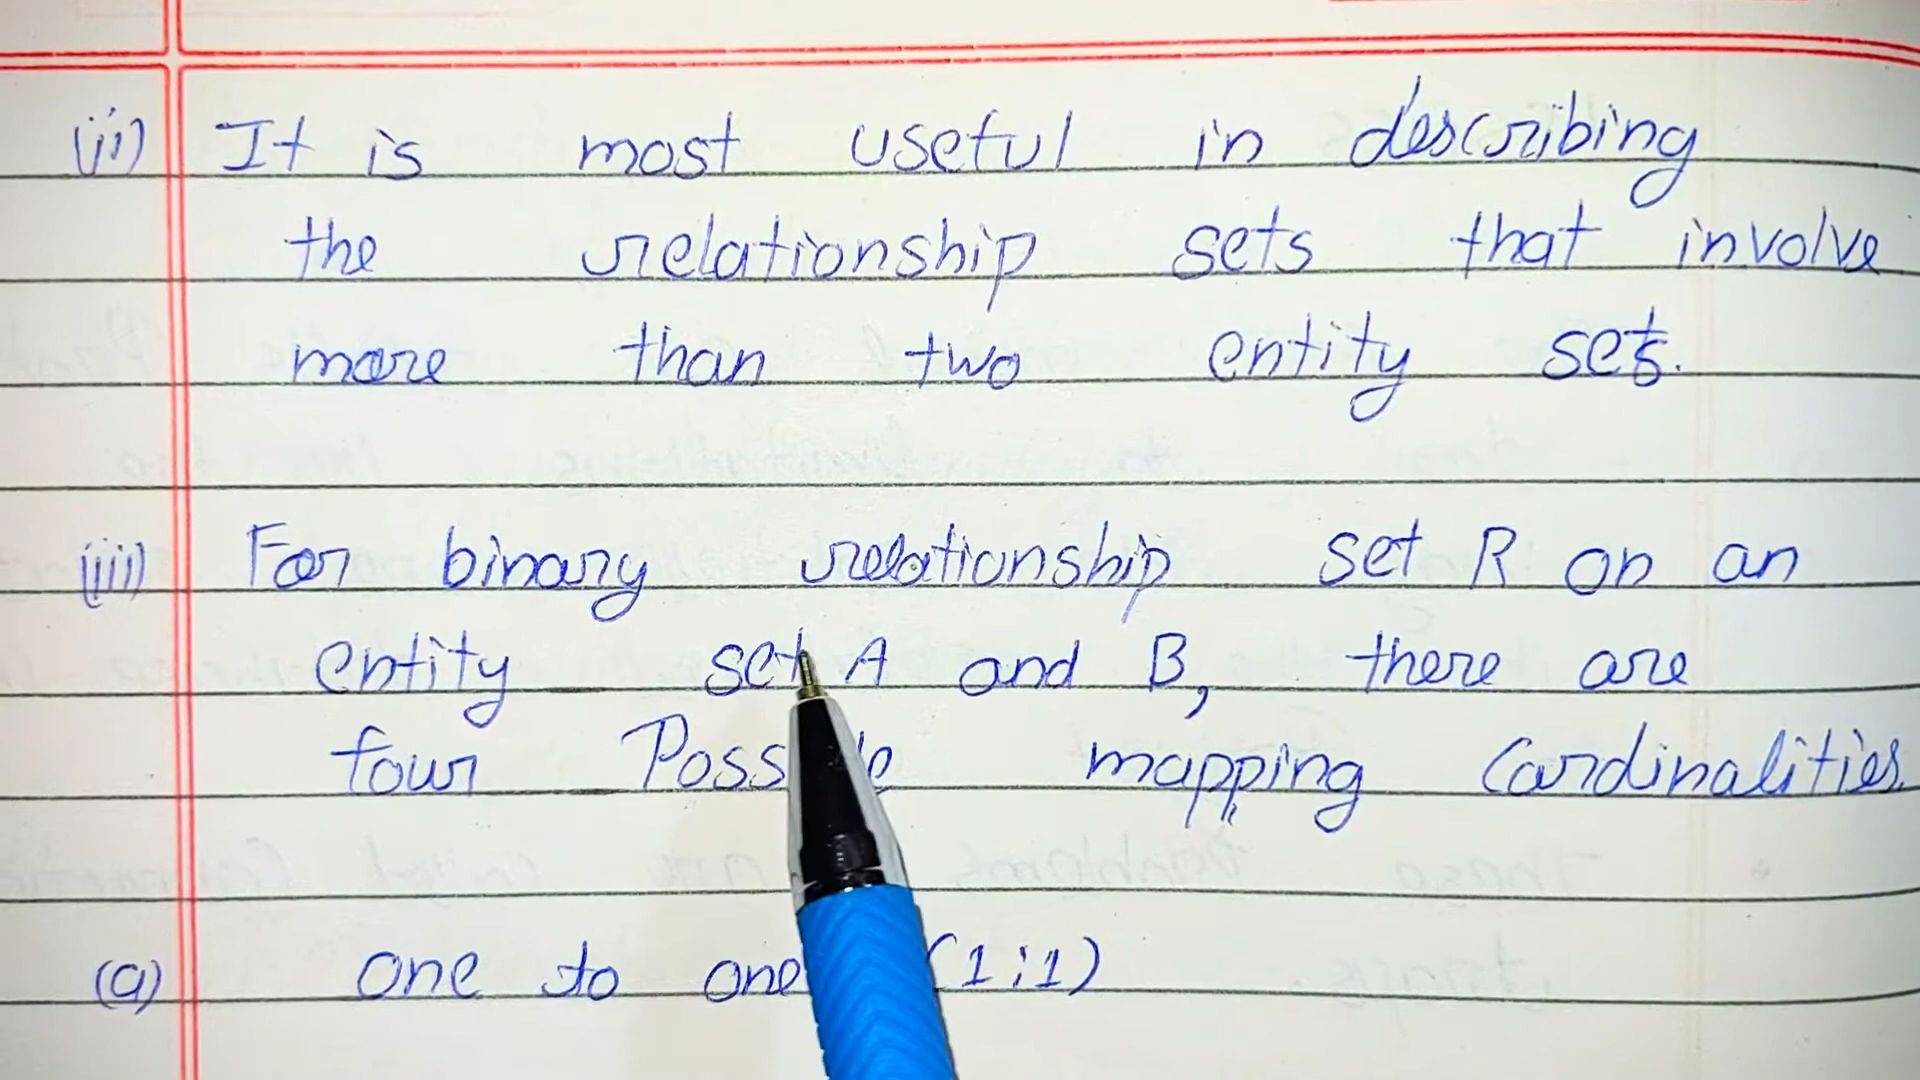 (ii) It is most useful in describing
the relationship sets that involve
more than two entity sets.
(iii) For binary relationship set R on an
entity set A and B, there are
four mapping Cardinalities.
(a) one to one (1:1)